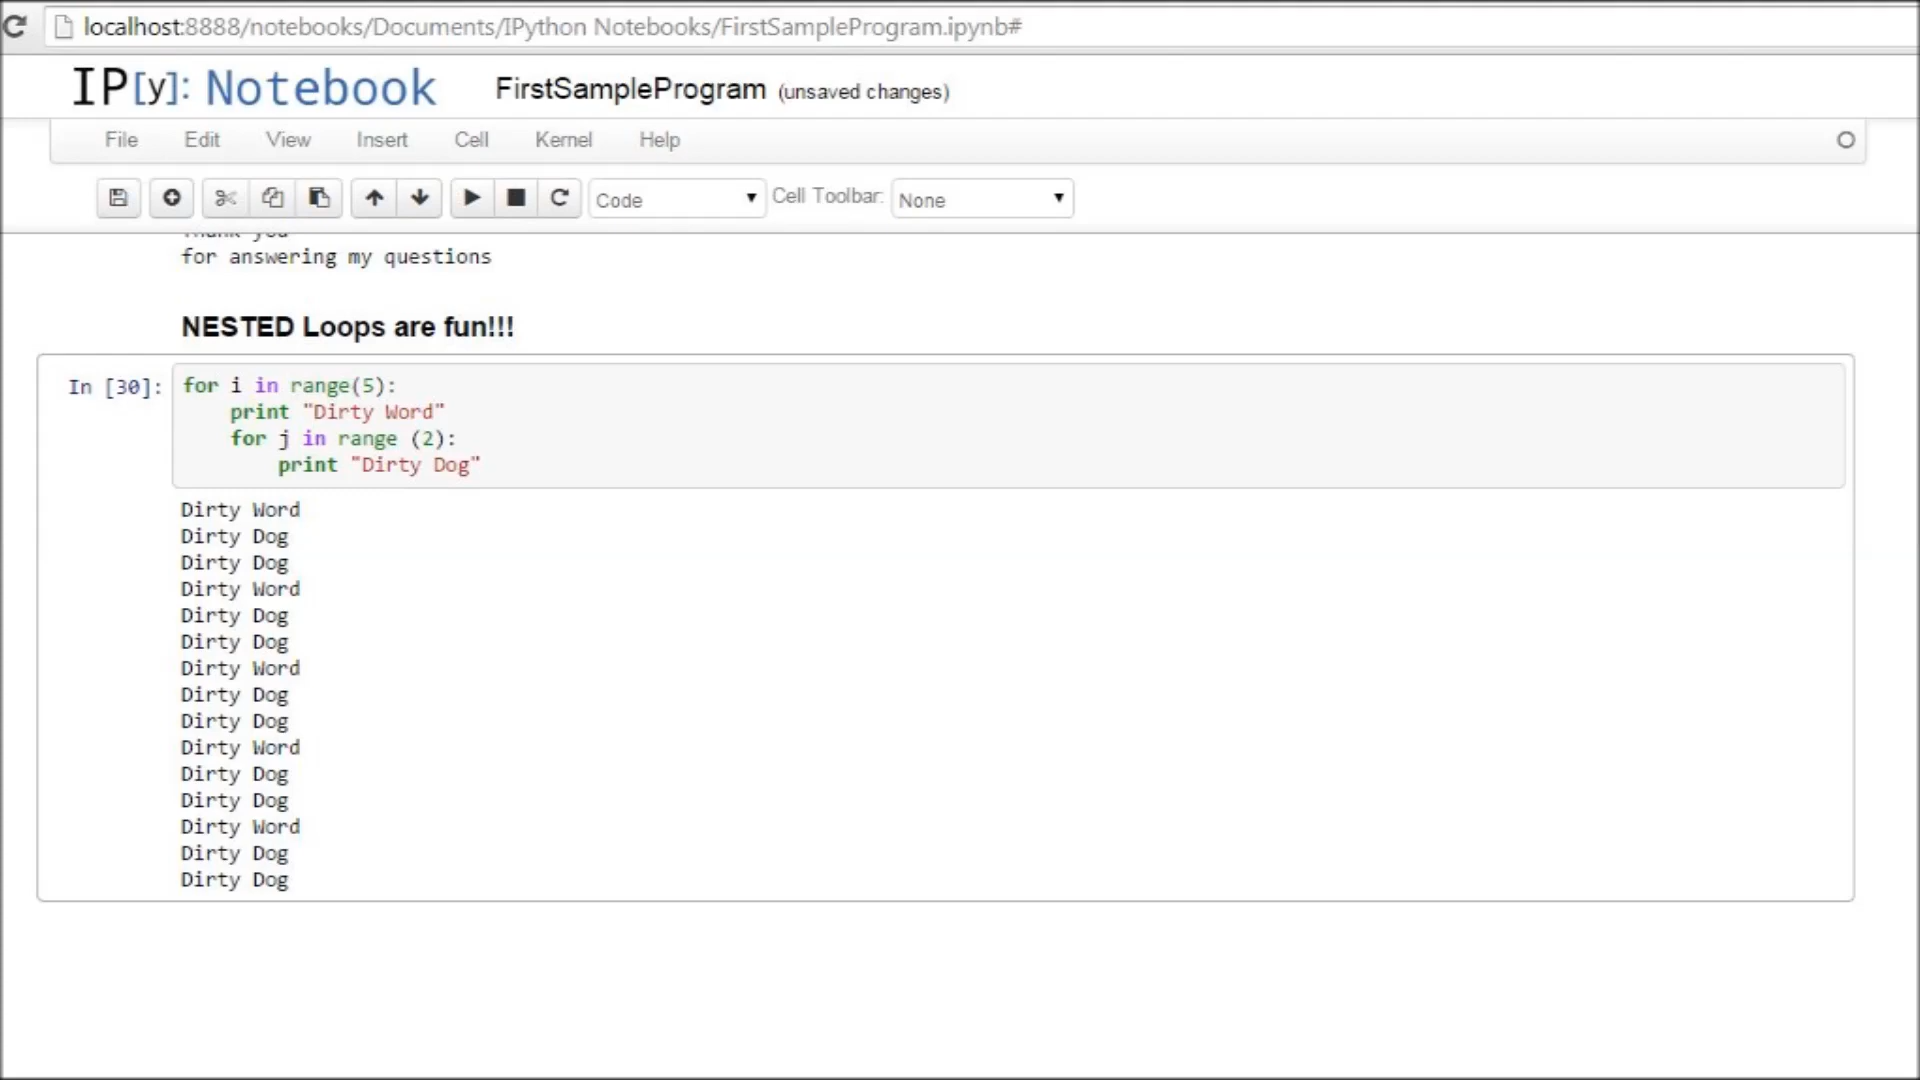 localhost:8888/notebooks/Documents/IPython Notebooks/FirstSampleProgram.ipynb#
IP[y]: Notebook FirstSampleProgram (unsaved changes)
File Edit View Insert Cell Kernel Help
Code Cell Toolbar: None
Thank you
for answering my questions
NESTED Loops are fun!!!
In [30]: for i in range(5):
    print "Dirty Word"
    for j in range (2):
        print "Dirty Dog"
Dirty Word
Dirty Dog
Dirty Dog
Dirty Word
Dirty Dog
Dirty Dog
Dirty Word
Dirty Dog
Dirty Dog
Dirty Word
Dirty Dog
Dirty Dog
Dirty Word
Dirty Dog
Dirty Dog